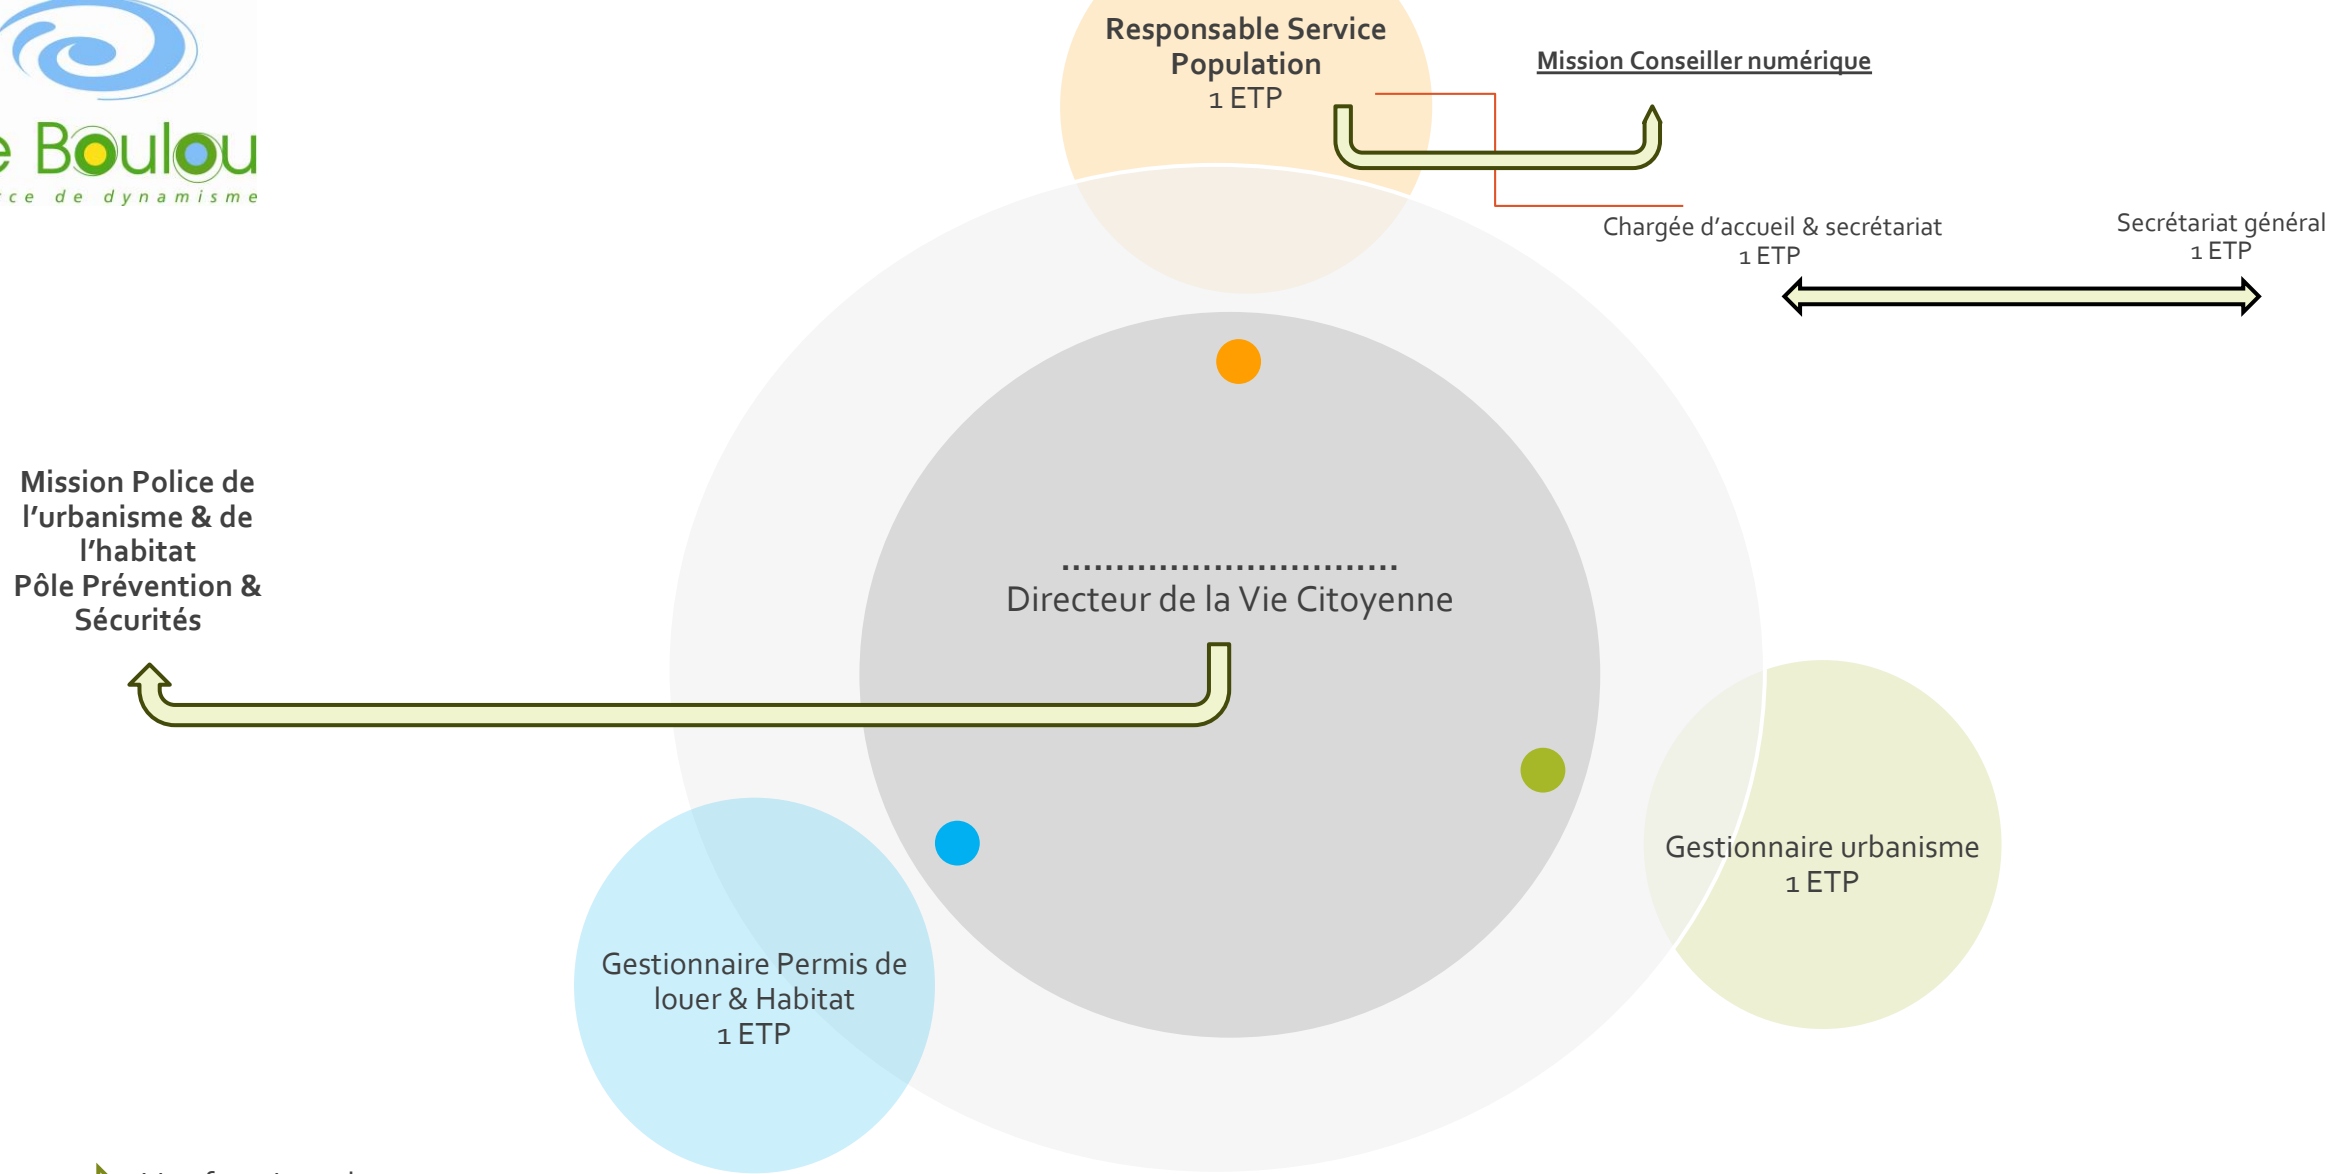 Responsable Service
Population
1 ETP
Mission Conseiller numérique
Boulou
de dynamisme
Chargée d'accueil & secrétariat
1 ETP
Secrétariat général
1 ETP
Mission Police de
l'urbanisme & de
l'habitat
Pôle Prévention &
Sécurités
...............................
Directeur de la Vie Citoyenne
Gestionnaire urbanisme
1 ETP
Gestionnaire Permis de
louer & Habitat
1 ETP